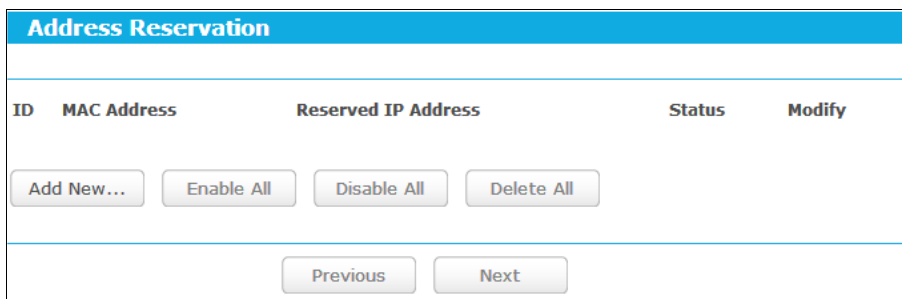 Address Reservation
ID MAC Address Reserved IP Address Status Modify
Add New... Enable All Disable All Delete All
Previous Next